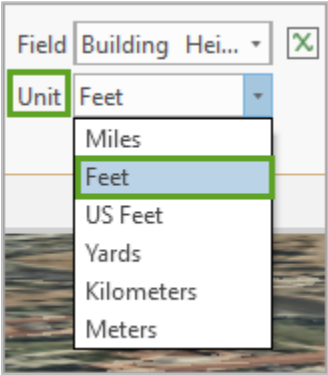 Field Building Hei...
Unit Feet
Miles
Feet
US Feet
Yards
Kilometers
Meters